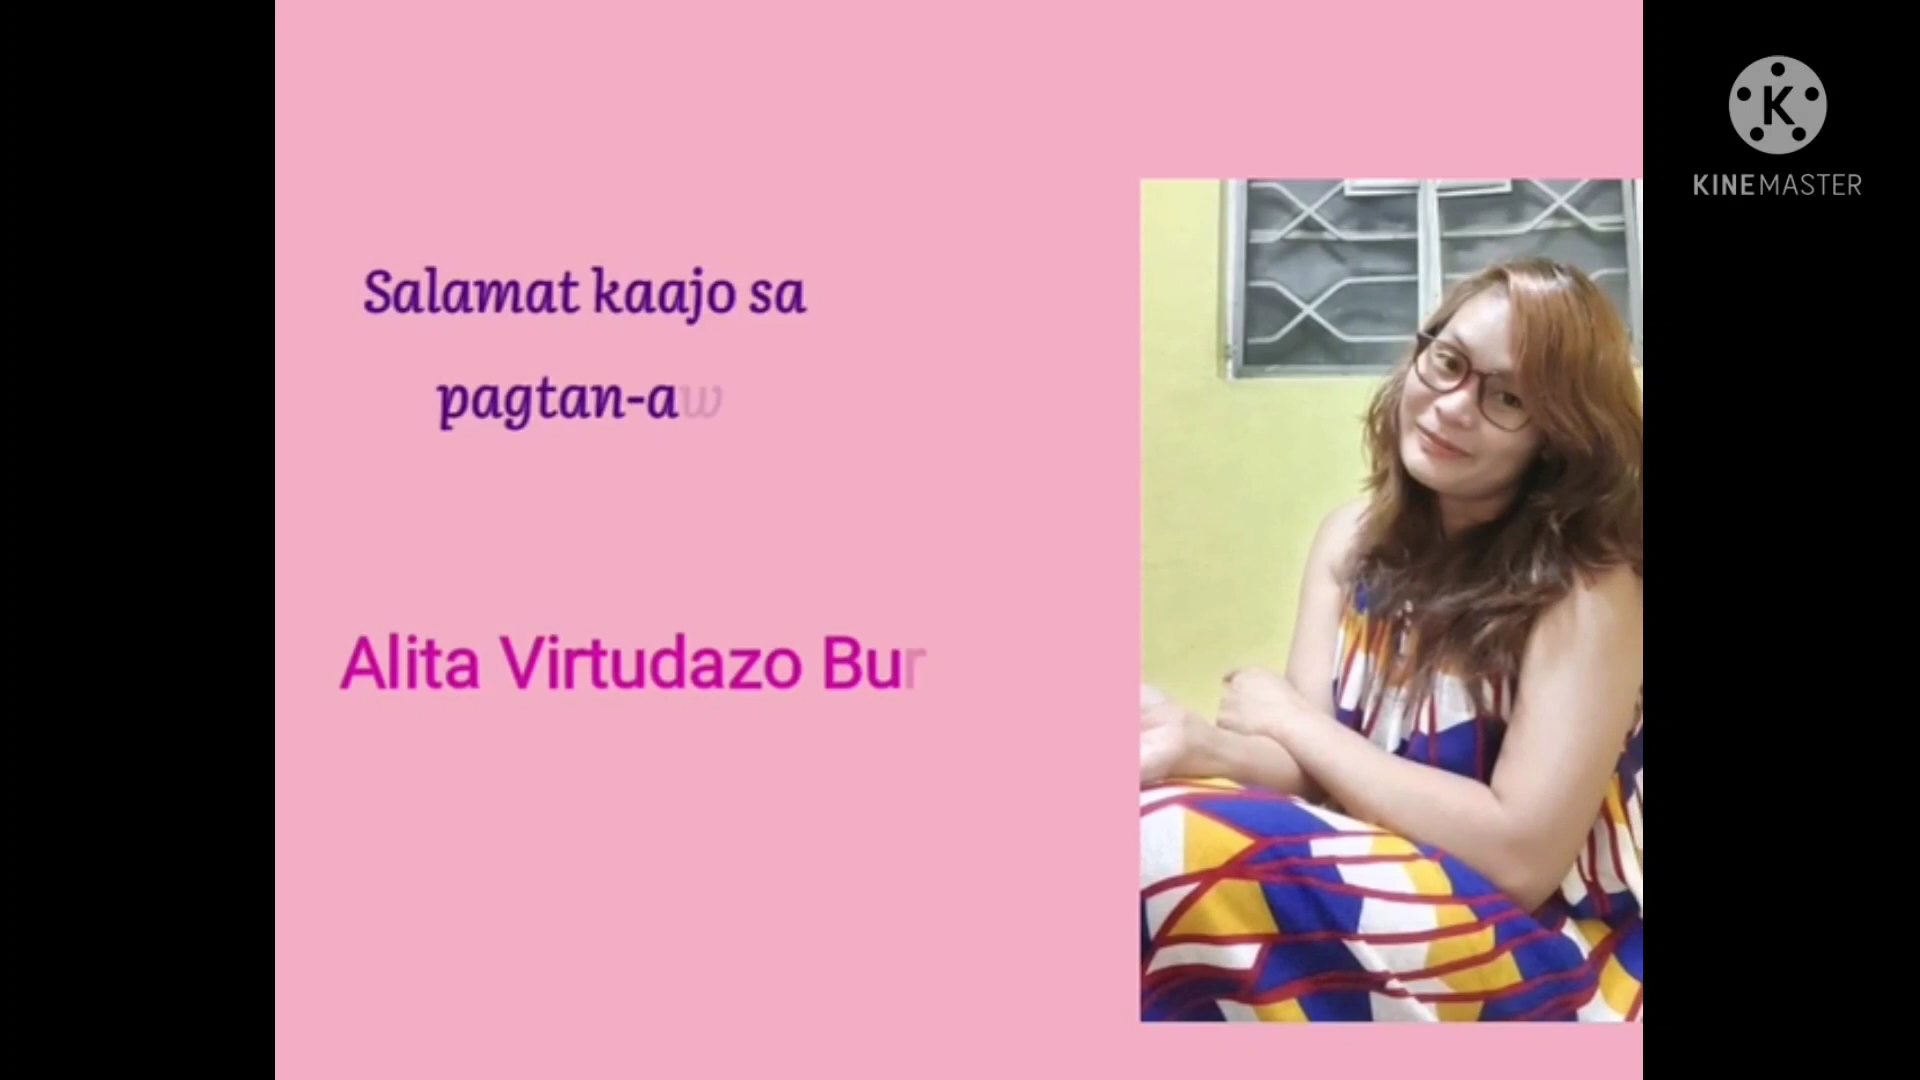 Salamat kaajo sa
pagtan-aw
Alita Virtudazo Bur
K
KINEMASTER